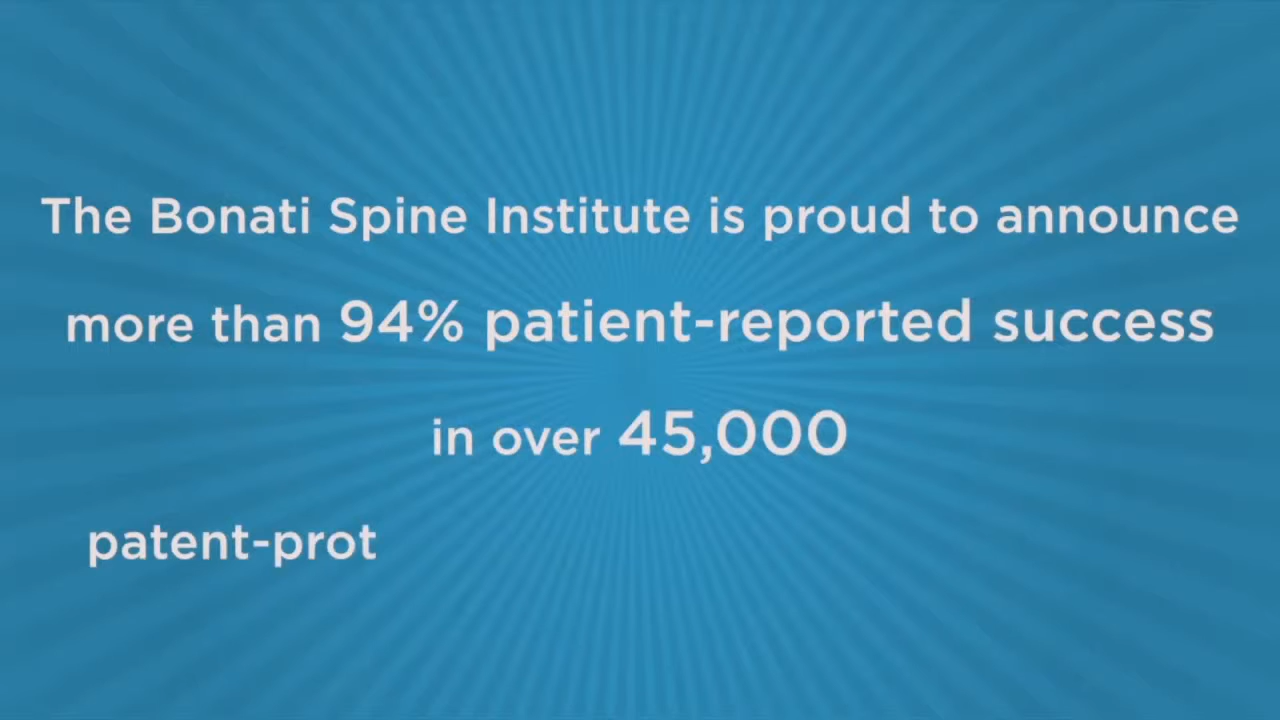 The Bonati Spine Institute is proud to announce
more than 94% patient-reported success
in over 45,000
patent-prot